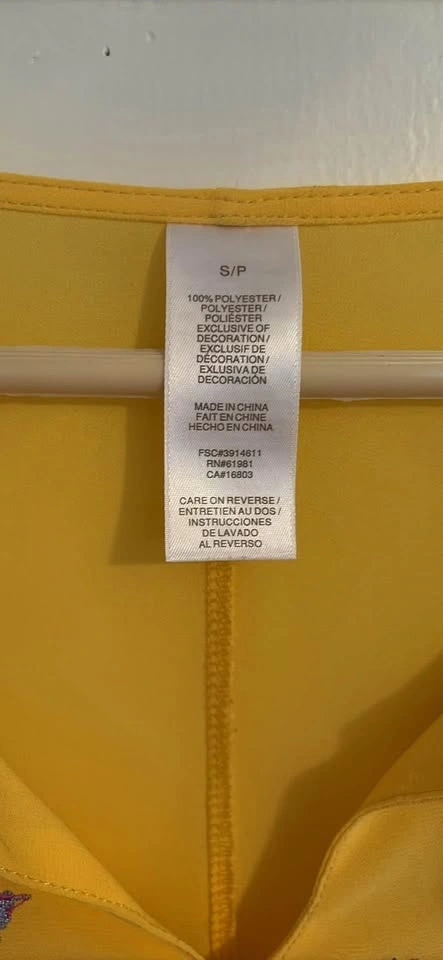 S/P
100% POLYESTER /
POLYESTER /
POLIÉSTER
EXCLUSIVE OF
DECORATION /
EXCLUSIF DE
DÉCORATION /
EXLUSIVA DE
DECORACIÓN
MADE IN CHINA
FAIT EN CHINE
HECHO EN CHINA
FSC#3914611
RN#61981
CA#16803
CARE ON REVERSE /
ENTRETIEN AU DOS /
INSTRUCCIONES
DE LAVADO
AL REVERSO